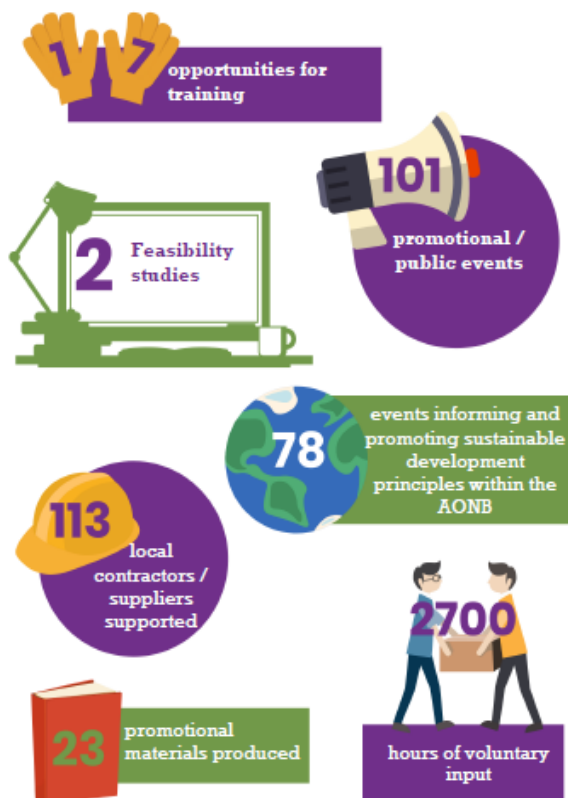 17
opportunities for
training
101
promotional /
public events
2
Feasibility
studies
78
events informing and
promoting sustainable
development
principles within the
AONB
113
local
contractors /
suppliers
supported
2700
hours of voluntary
input
23
promotional
materials produced